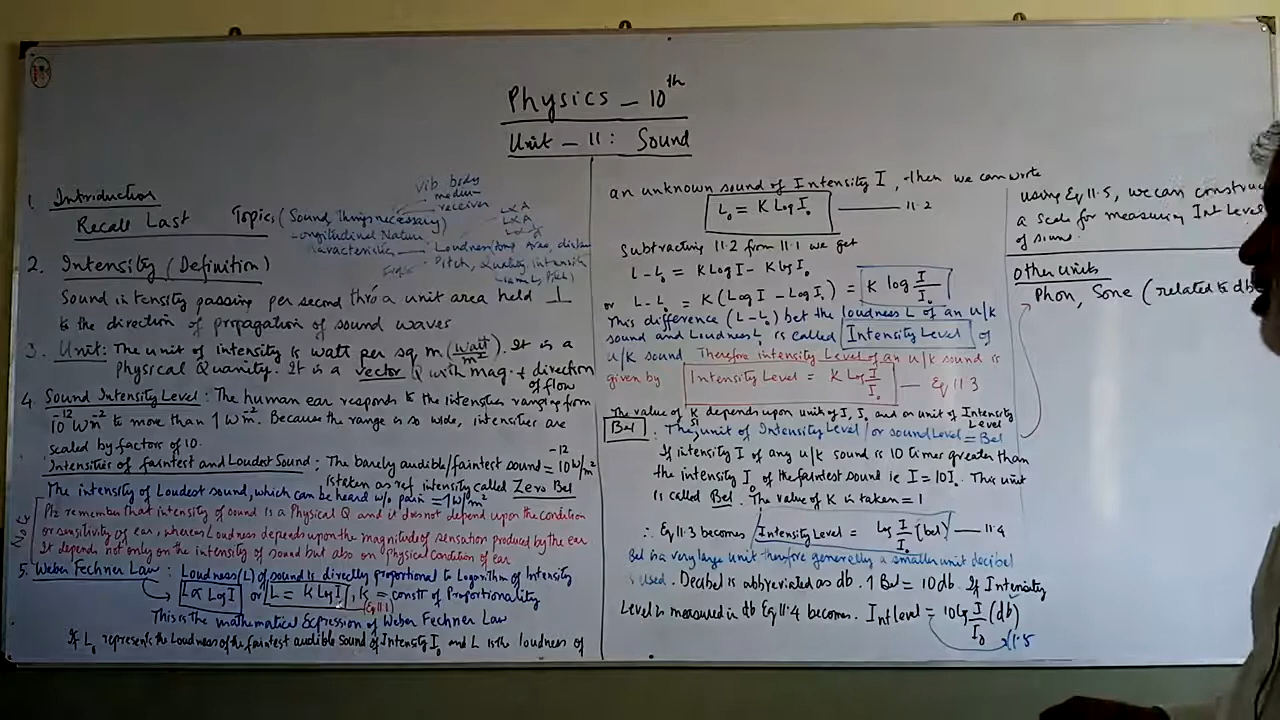 Physics _ 10th
Unit - 11: Sound
1. Introduction
Recall Last Topic (Sound, Things necessary)
Vib. body
medium
receiver
Longitudinal Nature
Characteristics
Loudness (Amp, Area, distan
Pitch, Quality, intensity
L∝A
L∝A
2. Intensity (Definition)
Sound intensity passing per second thro a unit area held ⊥
to the direction of propagation of sound waves
3. Unit: The unit of intensity is watt per sq. m (watt/m²). It is a
Physical Quanity. It is a vector Q with mag. + direction
of flow
4. Sound Intensity Level: The human ear responds to the intensities ranging from
10⁻¹² Wm⁻² to more than 1 Wm⁻². Because the range is so wide, intensities are
scaled by factors of 10.
Intensities of faintest and Loudest Sound; The barely audible/faintest sound = 10⁻¹² W/m²
is taken as ref intensity called Zero Bel
The intensity of Loudest sound, which can be heard w/o pain = 1 W/m²
Note
Plz remember that intensity of sound is a Physical Q and it does not depend upon the condition
or sensitivity of ear, whereas Loudness depends upon the magnitude of sensation produced by the ear
It depends not only on the intensity of sound but also on physical condition of ear
5. Weber Fechner Law: Loudness (L) of sound is directly proportional to Logarithm of Intensity
L∝ Log I or L = K Log I, K = constt of Proportionality
(Eq 11.1)
This is the mathematical Expression of Weber Fechner Law
If L₀ represents the Loudness of the faintest audible sound of Intensity I₀ and L is the loudness of
an unknown sound of Intensity I, then we can write
L₀ = K Log I₀ 11.2
Subtracting 11.2 from 11.1 we get
L-L₀ = K Log I - K log I₀
or L-L₀ = K (Log I - Log I₀) = K log I/I₀
This difference (L-L₀) bet the loudness L of an u/k
sound and Loudness L₀ is called Intensity Level of
u/k sound Therefore intensity Level of an u/k sound is
given by Intensity Level = K Log I/I₀ — Eq 11.3
The value of K depends upon unit of I, I₀ and on unit of Intensity
Level
Bel: The SI unit of Intensity Level/or sound Level = Bel
If intensity I of any u/k sound is 10 times greater than
the intensity I₀ of the faintest sound ie I = 10I₀. This unit
is called Bel. The value of K is taken = 1
∴ Eq 11.3 becomes Intensity Level = Log I/I₀ (bel) — 11.4
Bel is a very large unit therefore generelly a smaller unit decibel
is used. Decibel is abbreviated as db. 1 Bel = 10db. If Intensity
Level is measured in db Eq 11.4 becomes. Int level = 10 log I/I₀ (db)
11.5
using Eq 11.5, we can construc
a scale for measuring Int Level
of sound.
Other units
Phon, Sone (related to db